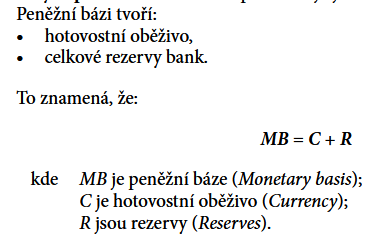 Peněžní bázi tvoří:
• hotovostní oběživo,
• celkové rezervy bank.
To znamená, že:
MB = C + R
kde MB je peněžní báze (Monetary basis);
C je hotovostní oběživo (Currency);
R jsou rezervy (Reserves).